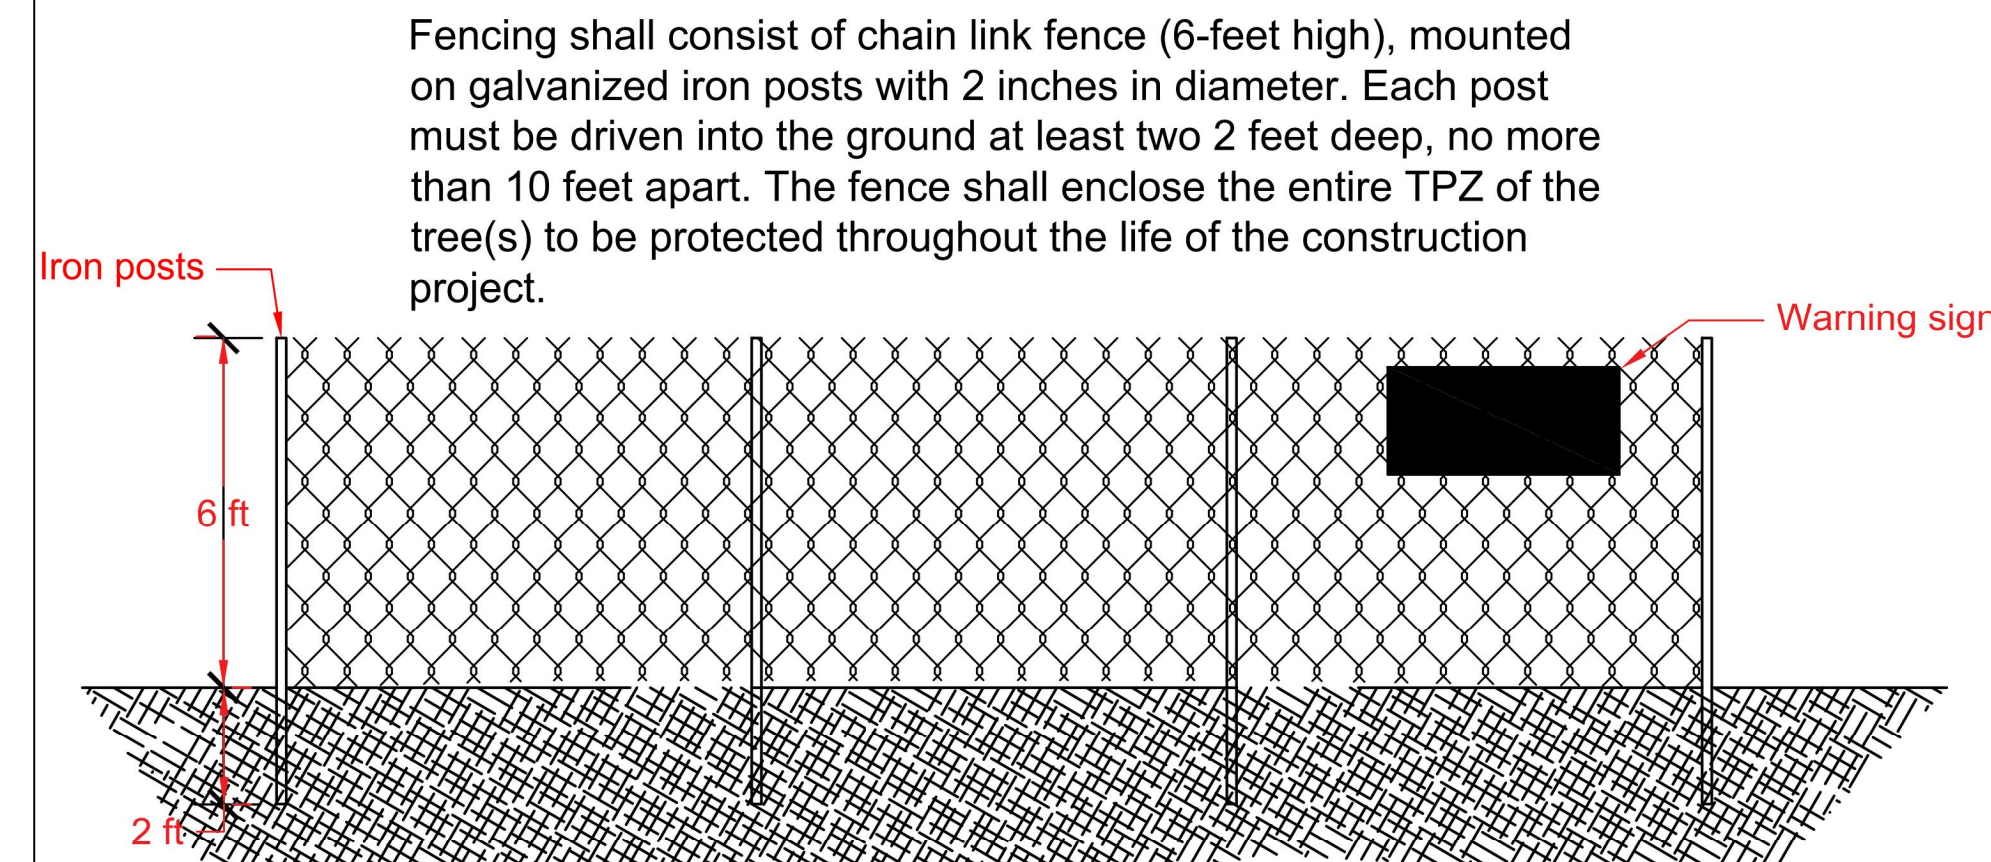 Fencing shall consist of chain link fence (6-feet high), mounted
on galvanized iron posts with 2 inches in diameter. Each post
must be driven into the ground at least two 2 feet deep, no more
than 10 feet apart. The fence shall enclose the entire TPZ of the
tree(s) to be protected throughout the life of the construction
project.
Iron posts
Warning sign
6 ft
2 ft